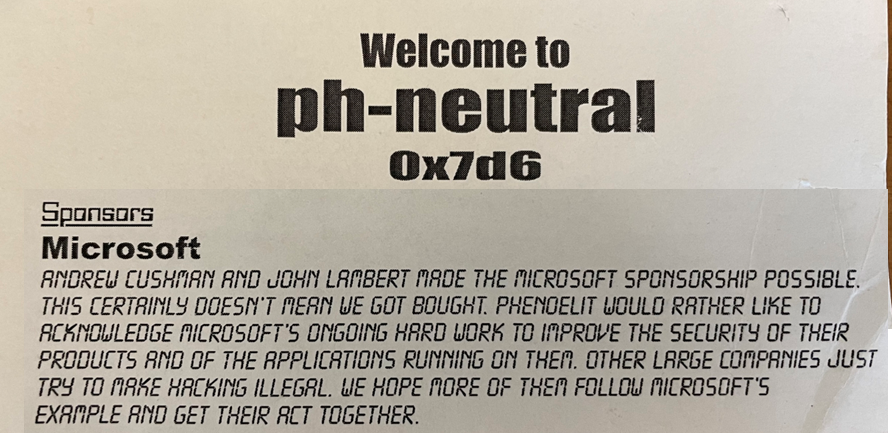 Welcome to
ph-neutral
0x7d6
Sponsors
Microsoft
ANDREW CUSHMAN AND JOHN LAMBERT MADE THE MICROSOFT SPONSORSHIP POSSIBLE.
THIS CERTAINLY DOESN'T MEAN WE GOT BOUGHT. PHENOELIT WOULD RATHER LIKE TO
ACKNOWLEDGE MICROSOFT'S ONGOING HARD WORK TO IMPROVE THE SECURITY OF THEIR
PRODUCTS AND OF THE APPLICATIONS RUNNING ON THEM. OTHER LARGE COMPANIES JUST
TRY TO MAKE HACKING ILLEGAL. WE HOPE MORE OF THEM FOLLOW MICROSOFT'S
EXAMPLE AND GET THEIR ACT TOGETHER.